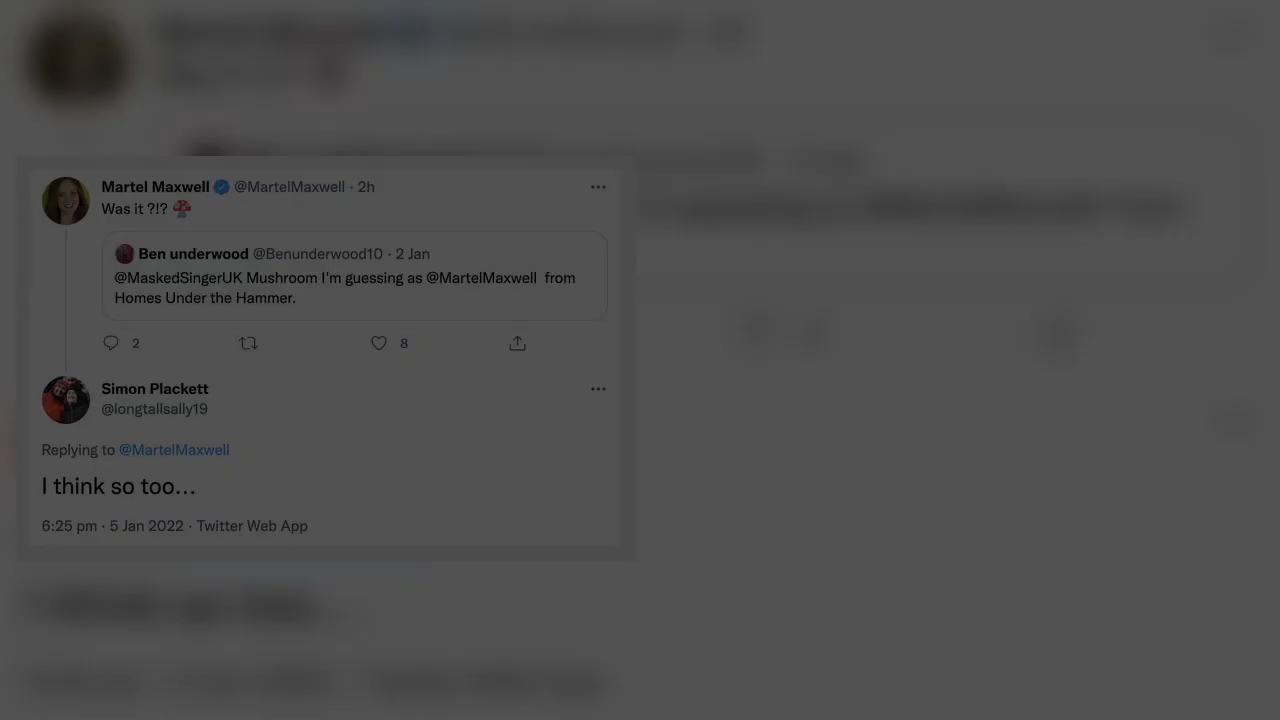 Martel Maxwell @MartelMaxwell · 2h
Was it ?!? 🍄
Ben underwood @Benunderwood10 · 2 Jan
@MaskedSingerUK Mushroom I'm guessing as @MartelMaxwell from
Homes Under the Hammer.
2 8
Simon Plackett
@longtallsally19
Replying to @MartelMaxwell
I think so too...
6:25 pm · 5 Jan 2022 · Twitter Web App